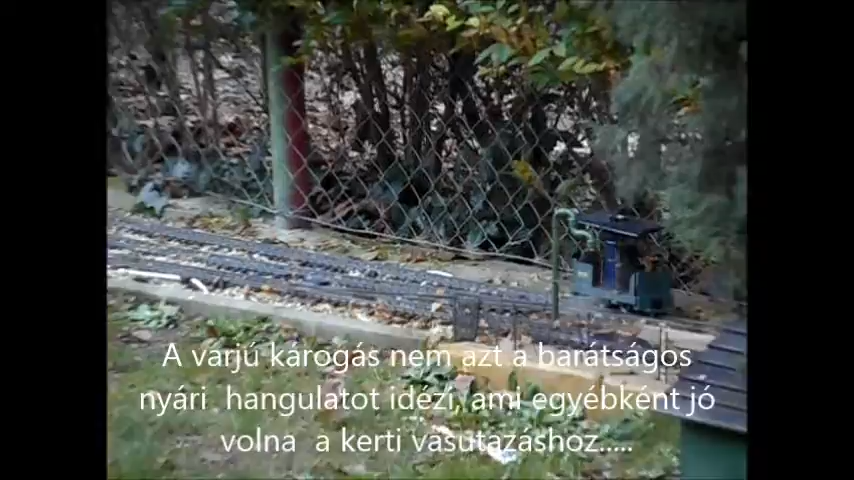 A varjú károgás nem azt a barátságos
nyári hangulatot idézi, ami egyébként jó
volna a kerti vasutazáshoz.....